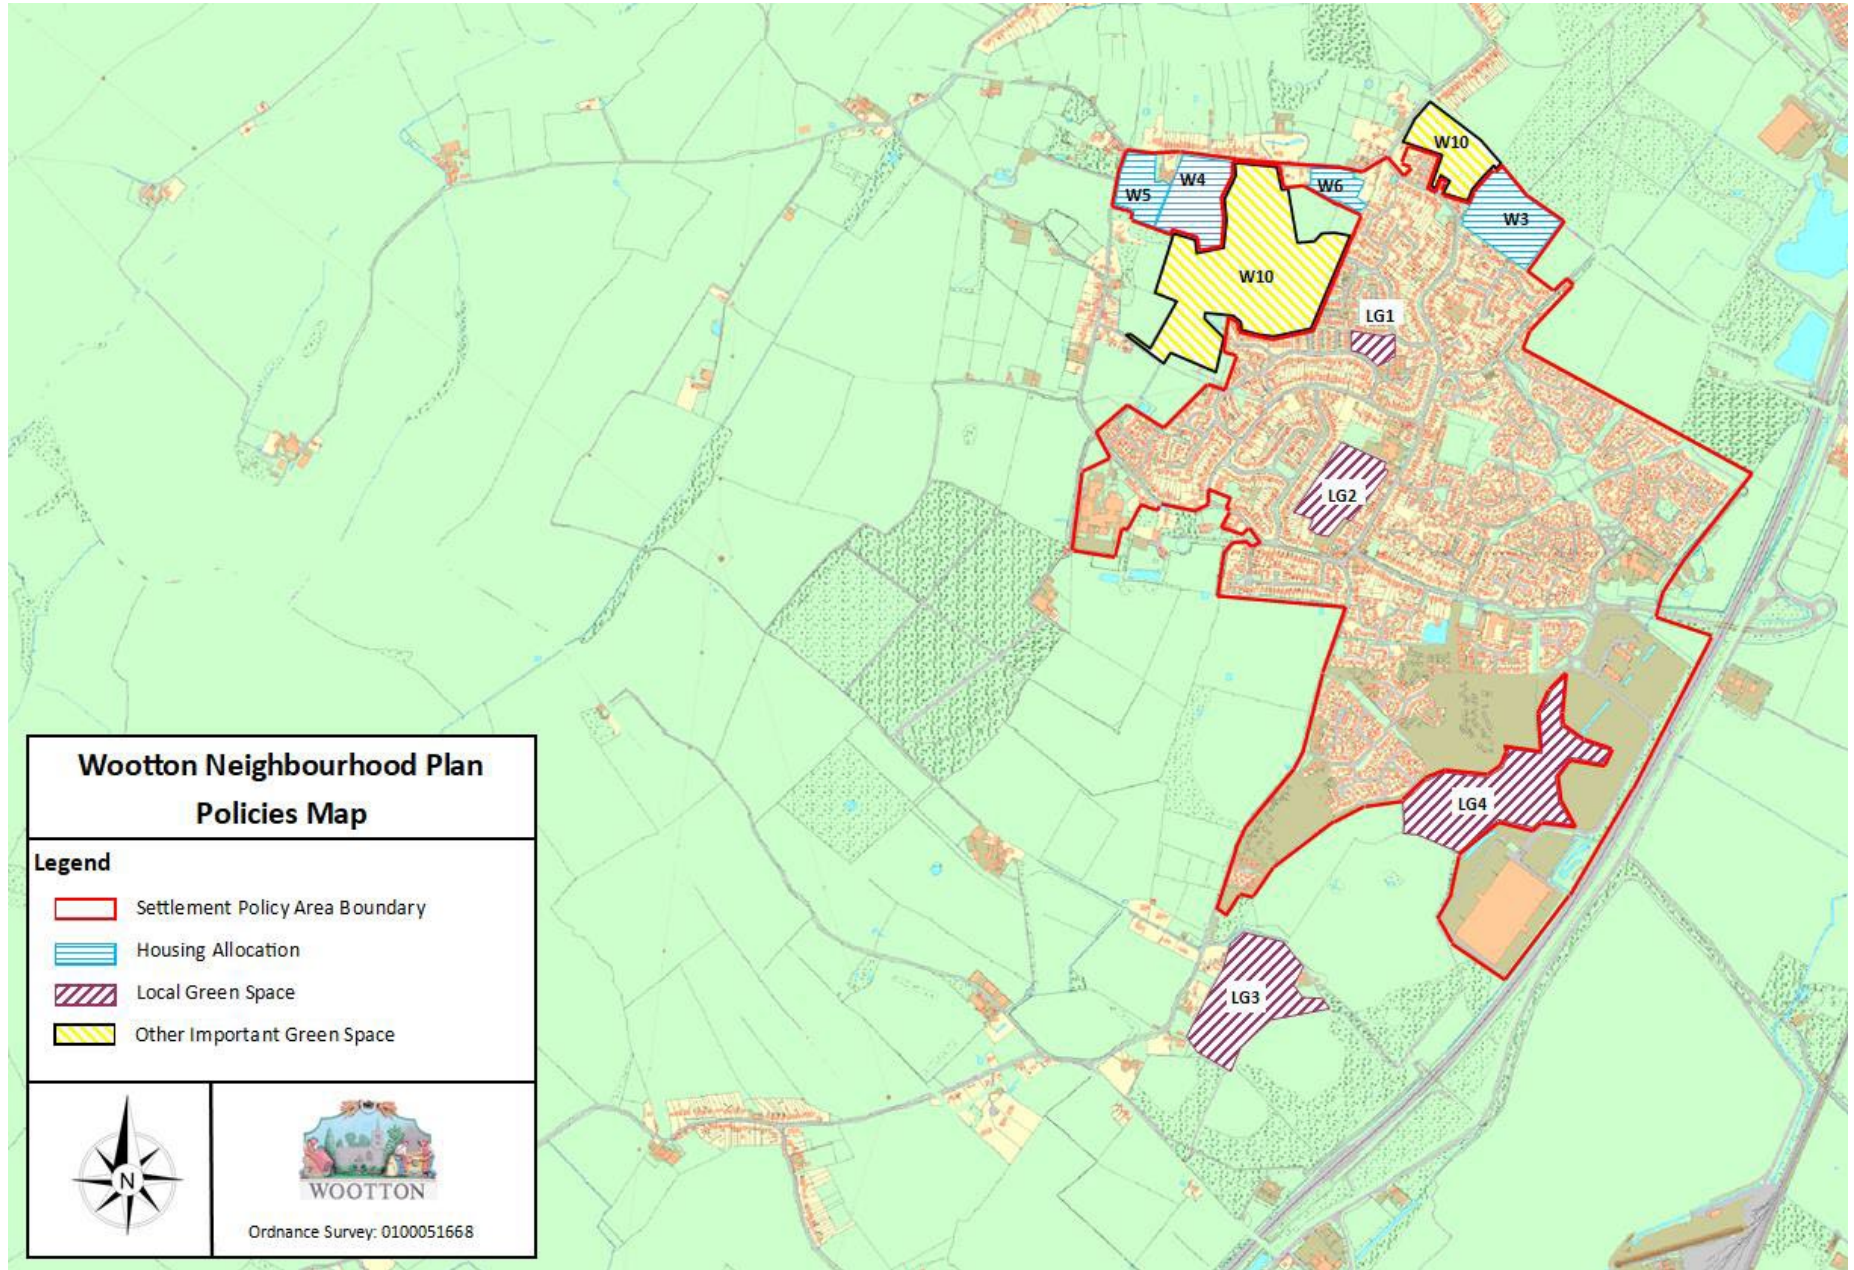 W10
W5
W4
W6
W3
W10
LG1
LG2
LG4
LG3
Wootton Neighbourhood Plan
Policies Map
Legend
Settlement Policy Area Boundary
Housing Allocation
Local Green Space
Other Important Green Space
N
WOOTTON
Ordnance Survey: 0100051668